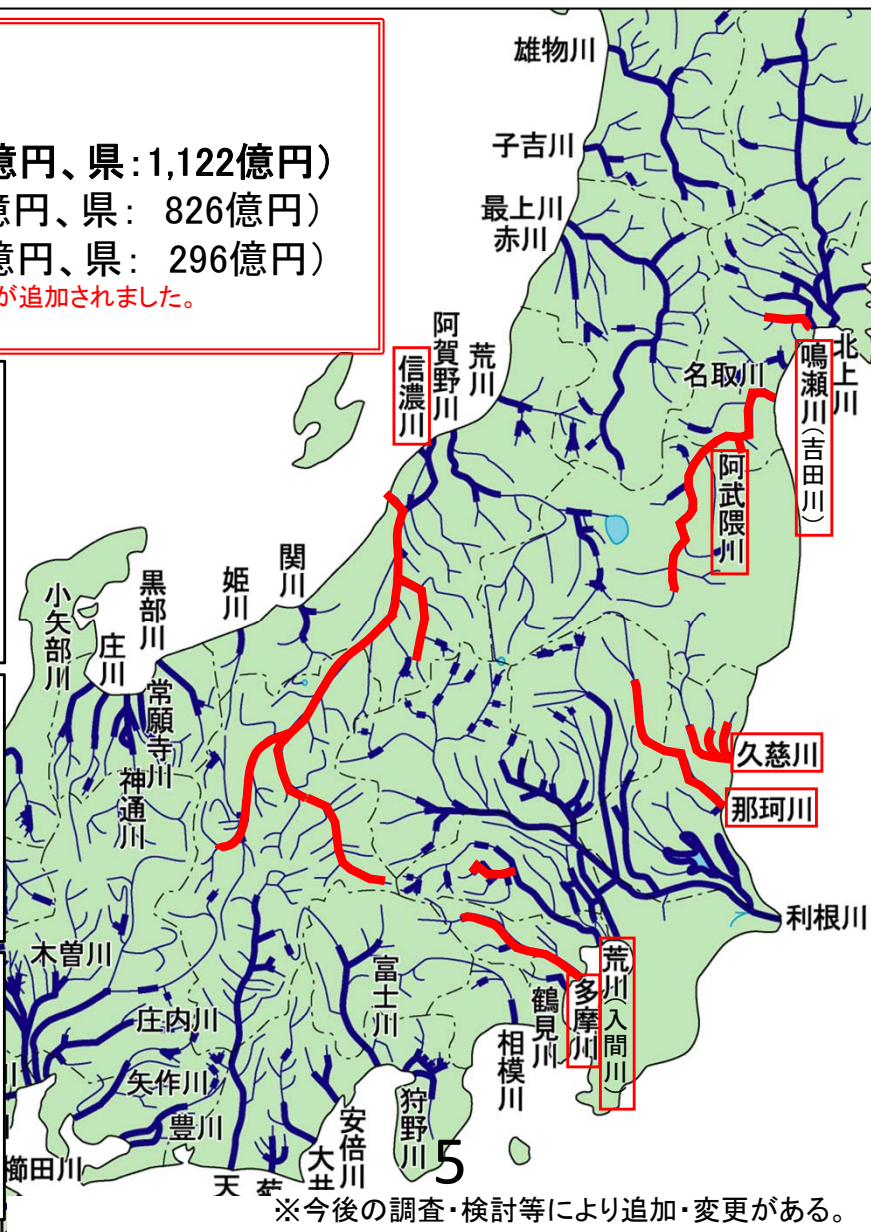 億円、県：1,122億円）
億円、県： 826億円）
億円、県： 296億円）
が追加されました。
雄物川
子吉川
最上川
赤川
阿賀野川
荒川
信濃川
名取川
北上川
鳴瀬川（吉田川）
阿武隈川
関川
姫川
黒部川
小矢部川
庄川
常願寺川
神通川
久慈川
那珂川
利根川
木曽川
庄内川
矢作川
豊川
櫛田川
富士川
荒川（入間川）
多摩川
鶴見川
相模川
狩野川
安倍川
大井
天
菊
川
5
※今後の調査・検討等により追加・変更がある。